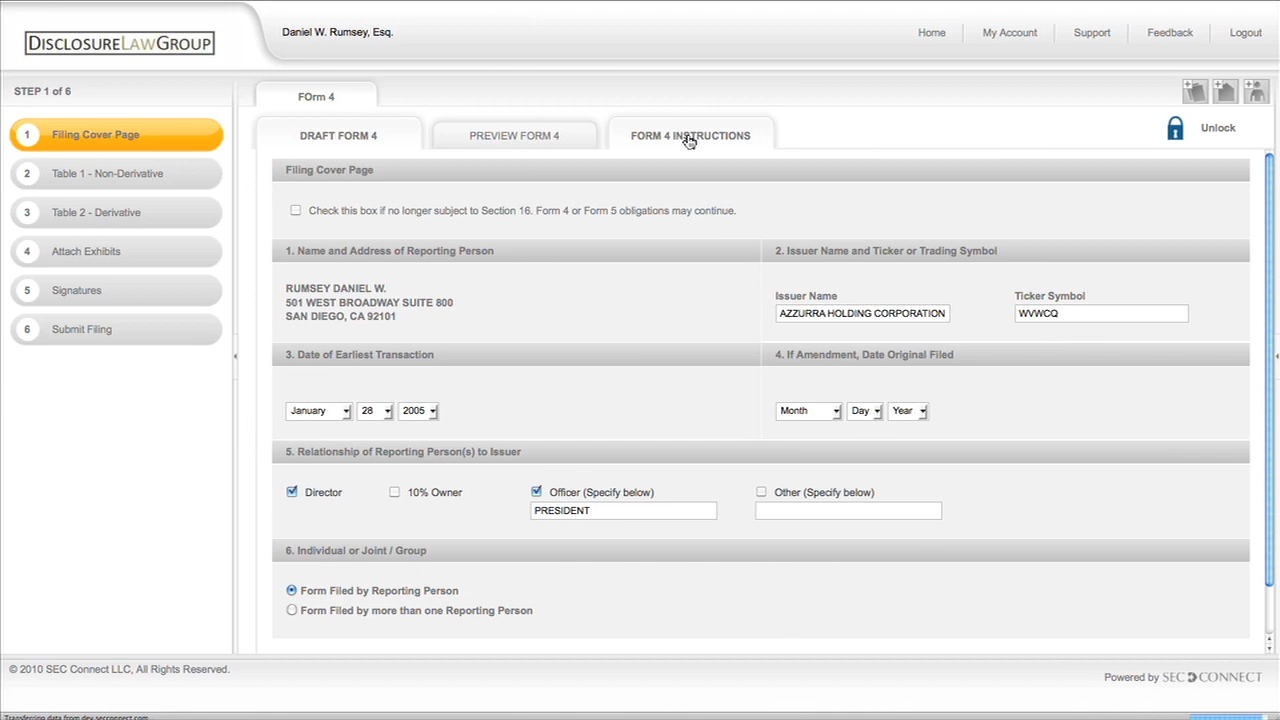 DISCLOSURELAWGROUP
Daniel W. Rumsey, Esq.
Home
My Account
Support
Feedback
Logout
STEP 1 of 6
1 Filing Cover Page
2 Table 1 - Non-Derivative
3 Table 2 - Derivative
4 Attach Exhibits
5 Signatures
6 Submit Filing
FOrm 4
DRAFT FORM 4
PREVIEW FORM 4
FORM 4 INSTRUCTIONS
Unlock
Filing Cover Page
Check this box if no longer subject to Section 16. Form 4 or Form 5 obligations may continue.
1. Name and Address of Reporting Person
2. Issuer Name and Ticker or Trading Symbol
RUMSEY DANIEL W.
501 WEST BROADWAY SUITE 800
SAN DIEGO, CA 92101
Issuer Name
Ticker Symbol
AZZURRA HOLDING CORPORATION
WVWCQ
3. Date of Earliest Transaction
4. If Amendment, Date Original Filed
January 28 2005
Month Day Year
5. Relationship of Reporting Person(s) to Issuer
Director
10% Owner
Officer (Specify below)
Other (Specify below)
PRESIDENT
6. Individual or Joint / Group
Form Filed by Reporting Person
Form Filed by more than one Reporting Person
© 2010 SEC Connect LLC, All Rights Reserved.
Powered by SEC CONNECT
Transferring data from dev.secconnect.com